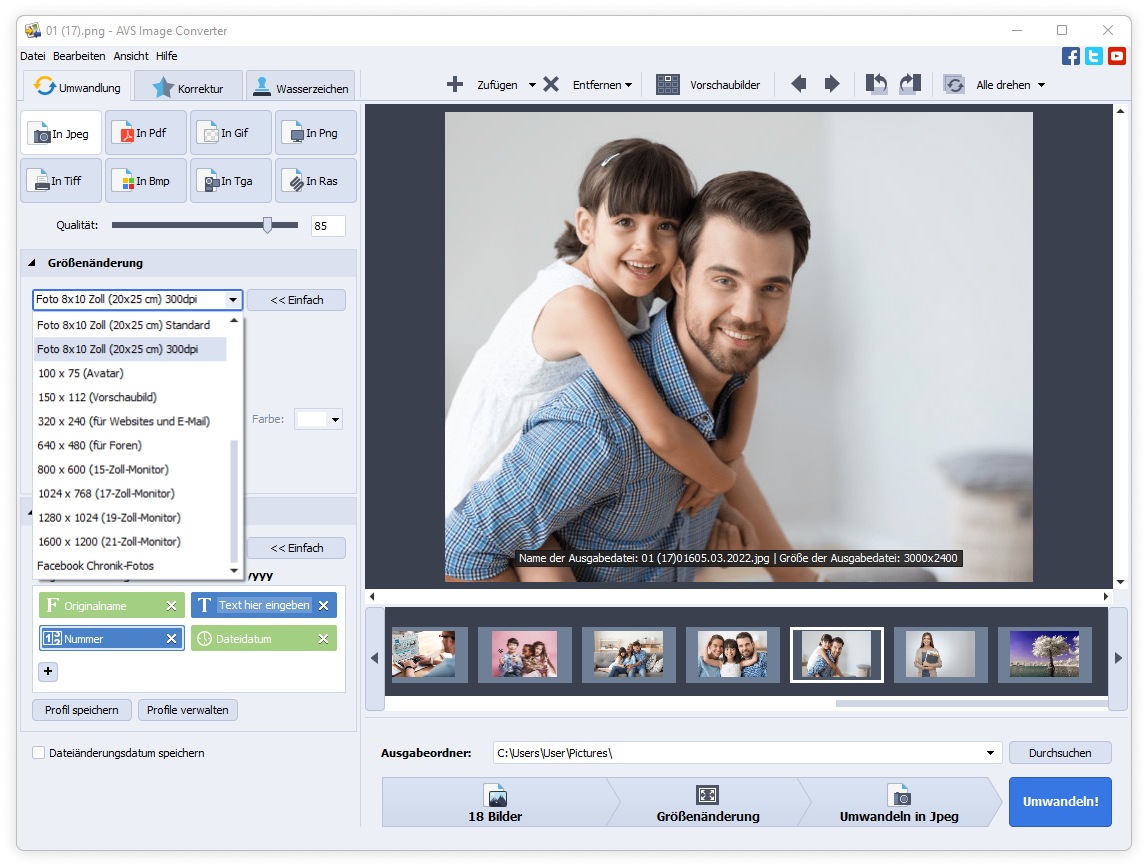 01 (17).png - AVS Image Converter
Datei Bearbeiten Ansicht Hilfe
Umwandlung Korrektur Wasserzeichen
Zufügen Entfernen Vorschaubilder Alle drehen
In Jpeg In Pdf In Gif In Png
In Tiff In Bmp In Tga In Ras
Qualität: 85
Größenänderung
Foto 8x10 Zoll (20x25 cm) 300dpi << Einfach
Foto 8x10 Zoll (20x25 cm) Standard
Foto 8x10 Zoll (20x25 cm) 300dpi
100 x 75 (Avatar)
150 x 112 (Vorschaubild)
320 x 240 (für Websites und E-Mail)
Farbe:
640 x 480 (für Foren)
800 x 600 (15-Zoll-Monitor)
1024 x 768 (17-Zoll-Monitor)
1280 x 1024 (19-Zoll-Monitor)
1600 x 1200 (21-Zoll-Monitor)
<< Einfach
Facebook Chronik-Fotos
yyyy
Name der Ausgabedatei: 01 (17)01605.03.2022.jpg | Größe der Ausgabedatei: 3000x2400
F Originalname T Text hier eingeben
Nummer Dateidatum
Profil speichern Profile verwalten
Dateiänderungsdatum speichern
Ausgabeordner: C:\Users\User\Pictures\ Durchsuchen
18 Bilder Größenänderung Umwandeln in Jpeg Umwandeln!